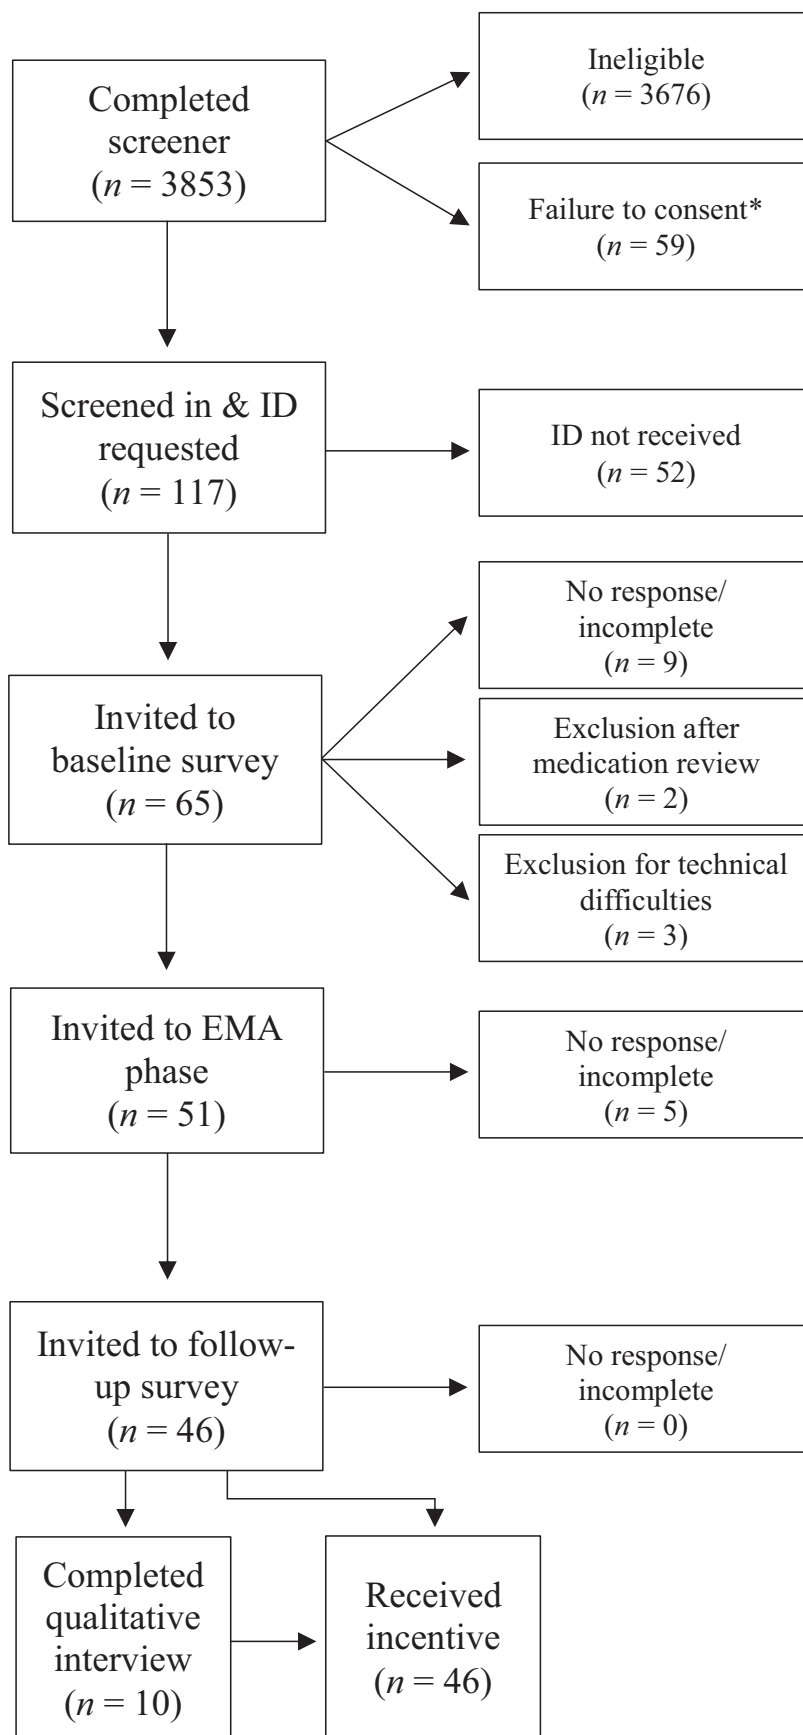 Completed
screener
(n = 3853)
Ineligible
(n = 3676)
Failure to consent*
(n = 59)
Screened in & ID
requested
(n = 117)
ID not received
(n = 52)
Invited to
baseline survey
(n = 65)
No response/
incomplete
(n = 9)
Exclusion after
medication review
(n = 2)
Exclusion for technical
difficulties
(n = 3)
Invited to EMA
phase
(n = 51)
No response/
incomplete
(n = 5)
Invited to follow-
up survey
(n = 46)
No response/
incomplete
(n = 0)
Completed
qualitative
interview
(n = 10)
Received
incentive
(n = 46)